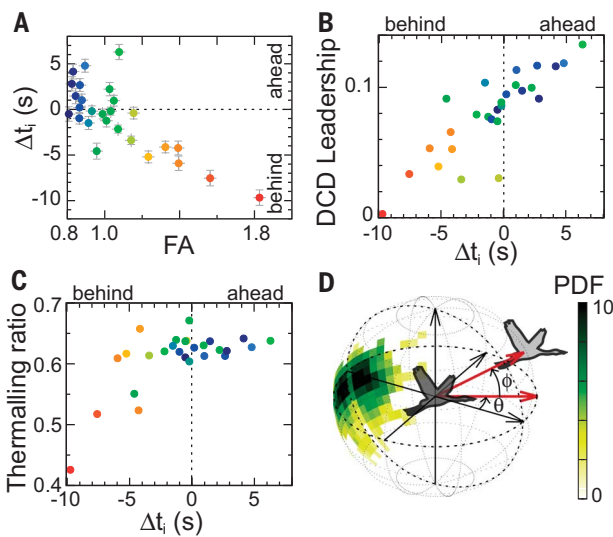 A
Δti (s)
5
0
-5
-10
0.8 1.0 1.4 1.8
FA
ahead
behind
B
behind ahead
DCD Leadership
0.1
0
-10 -5 0 5
Δti (s)
C
behind ahead
Thermalling ratio
0.7
0.6
0.5
0.4
-10 -5 0 5
Δti (s)
D
PDF
10
0
ϕ
θ